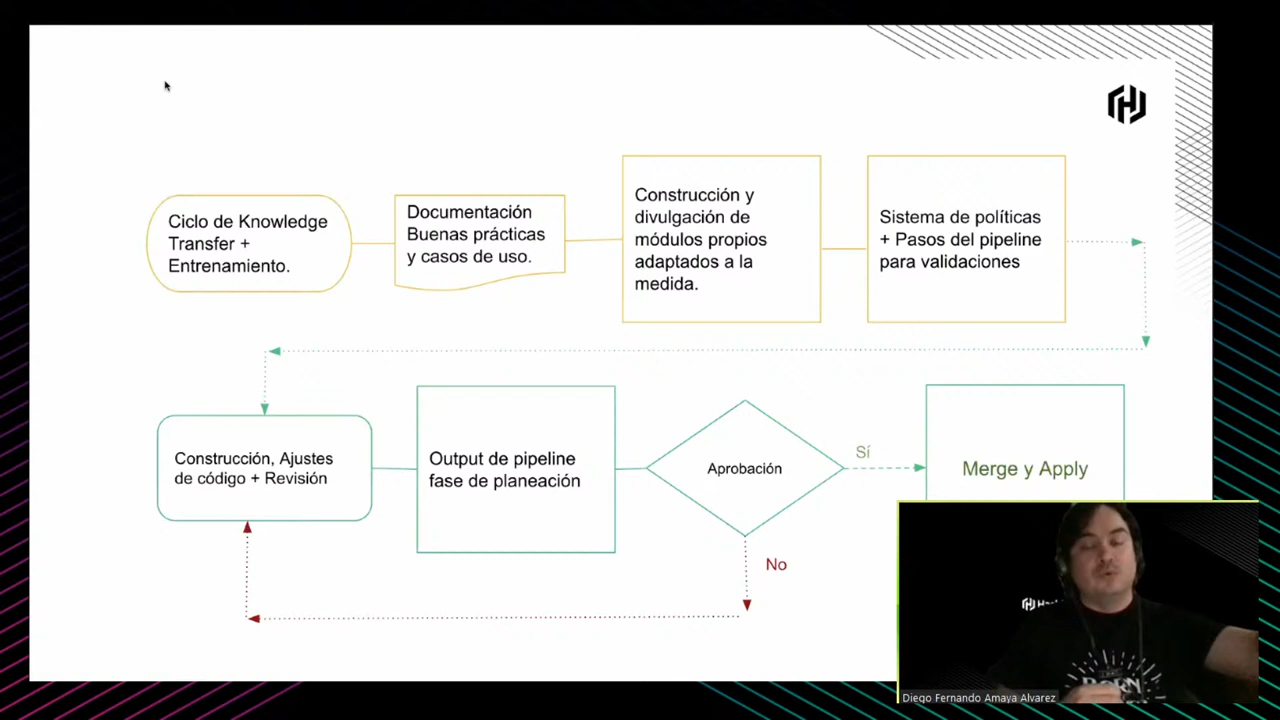 Ciclo de Knowledge
Transfer +
Entrenamiento.
Documentación
Buenas prácticas
y casos de uso.
Construcción y
divulgación de
módulos propios
adaptados a la
medida.
Sistema de políticas
+ Pasos del pipeline
para validaciones
Construcción, Ajustes
de código + Revisión
Output de pipeline
fase de planeación
Aprobación
Sí
Merge y Apply
No
BORN
Diego Fernando Amaya Alvarez